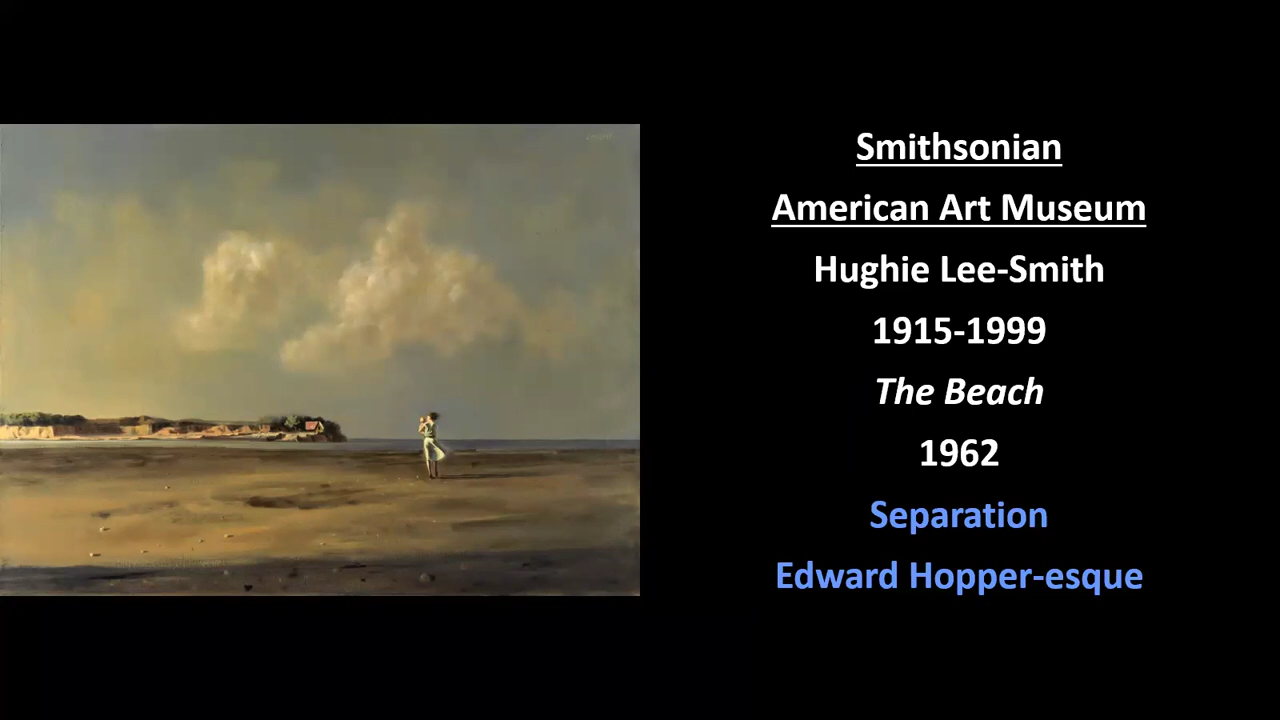 Smithsonian
American Art Museum
Hughie Lee-Smith
1915-1999
The Beach
1962
Separation
Edward Hopper-esque